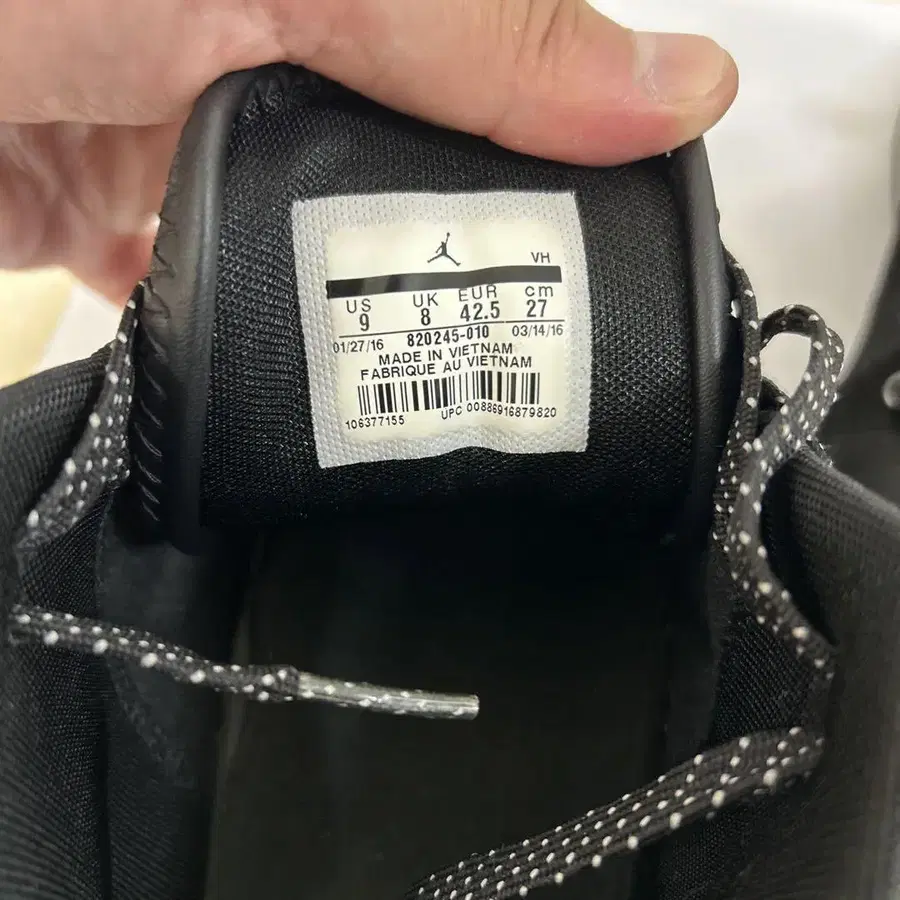 VH
US UK EUR cm
9 8 42.5 27
01/27/16 820245-010 03/14/16
MADE IN VIETNAM
FABRIQUE AU VIETNAM
106377155 UPC 00886916879820